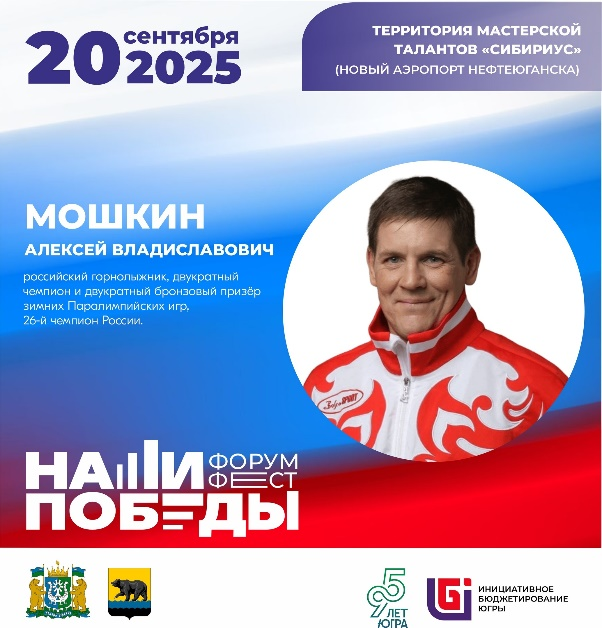 20 сентября
2025
ТЕРРИТОРИЯ МАСТЕРСКОЙ
ТАЛАНТОВ «СИБИРИУС»
(НОВЫЙ АЭРОПОРТ НЕФТЕЮГАНСКА)
МОШКИН
АЛЕКСЕЙ ВЛАДИСЛАВОВИЧ
российский горнолыжник, двукратный
чемпион и двукратный бронзовый призёр
зимних Паралимпийских игр,
26-й чемпион России.
НАШИ ФОРУМ
ФЕСТ
ПОБЕДЫ
95
ЛЕТ
ЮГРА
ИНИЦИАТИВНОЕ
БЮДЖЕТИРОВАНИЕ
ЮГРЫ